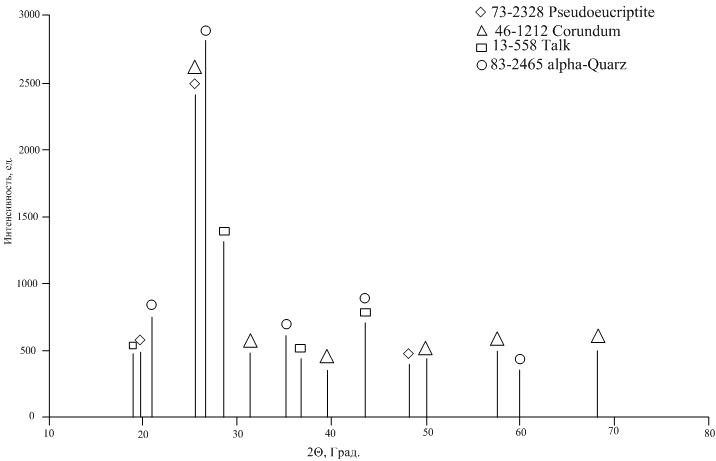 3000
73-2328 Pseudoeucriptite
46-1212 Corundum
13-558 Talk
83-2465 alpha-Quarz
2500
2000
1500
1000
500
0
Интенсивность, ед.
10 20 30 40 50 60 70 80
2Θ, Град.